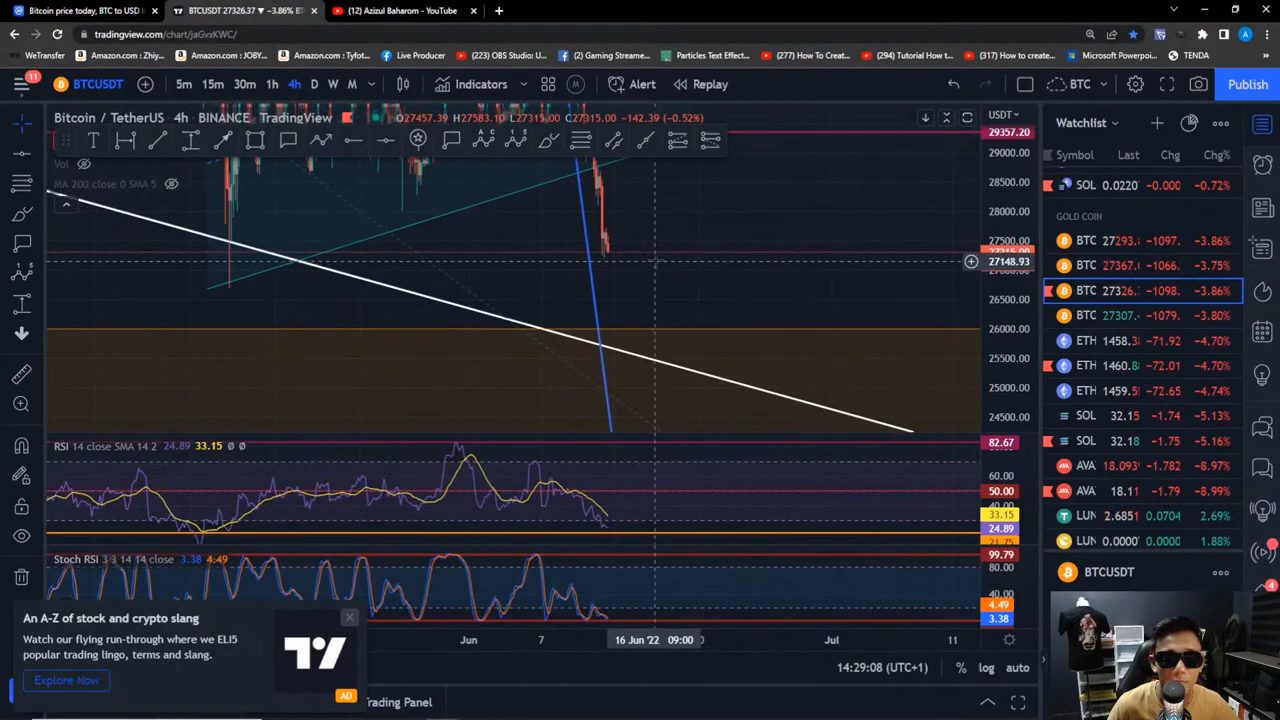 Bitcoin price today, BTC to USD l
BTCUSDT 27326.37 ▼ −3.86%
(12) Azizul Baharom - YouTube
tradingview.com/chart/jaGvxKWC/
WeTransfer
Amazon.com: Zhiy...
Amazon.com: JOBY...
Amazon.com: Tyfot...
Live Producer
(223) OBS Studio: U...
(2) Gaming Streame...
Particles Text Effect...
(277) How To Creat...
(294) Tutorial How t...
(317) How to create...
Microsoft Powerpoi...
TENDA
11
BTCUSDT
5m 15m 30m 1h 4h D W M
Indicators
Alert
Replay
BTC
Publish
Bitcoin / TetherUS 4h BINANCE TradingView
O27457.39 H27583.10 L27315.00 C27315.00 −142.39 (−0.52%)
Vol
MA 200 close 0 SMA 5
USDT
29357.20
29000.00
28500.00
28000.00
27500.00
27148.93
26500.00
26000.00
25500.00
25000.00
24500.00
RSI 14 close SMA 14 2 24.89 33.15 Ø Ø
82.67
60.00
50.00
33.15
24.89
21.75
Stoch RSI 3 3 14 14 close 3.38 4.49
99.79
80.00
40.00
4.49
3.38
Jun
7
16 Jun '22 09:00
Jul
11
14:29:08 (UTC+1)
% log auto
An A-Z of stock and crypto slang
Watch our flying run-through where we ELI5
popular trading lingo, terms and slang.
Explore Now
AD
Trading Panel
Watchlist
Symbol Last Chg Chg%
SOL 0.0220 −0.000 −0.72%
GOLD COIN
BTC 27293.8 −1097. −3.86%
BTC 27367.0 −1066. −3.75%
BTC 27326. −1098. −3.86%
BTC 27307. −1079. −3.80%
ETH 1458.3 −71.92 −4.70%
ETH 1460.8 −72.01 −4.70%
ETH 1459.5 −72.65 −4.74%
SOL 32.15 −1.74 −5.13%
SOL 32.18 −1.75 −5.16%
AVA 18.093 −1.782 −8.97%
AVA 18.11 −1.79 −8.99%
LUN 2.6851 0.0704 2.69%
LUN 0.0000 0.0000 1.88%
BTCUSDT
4